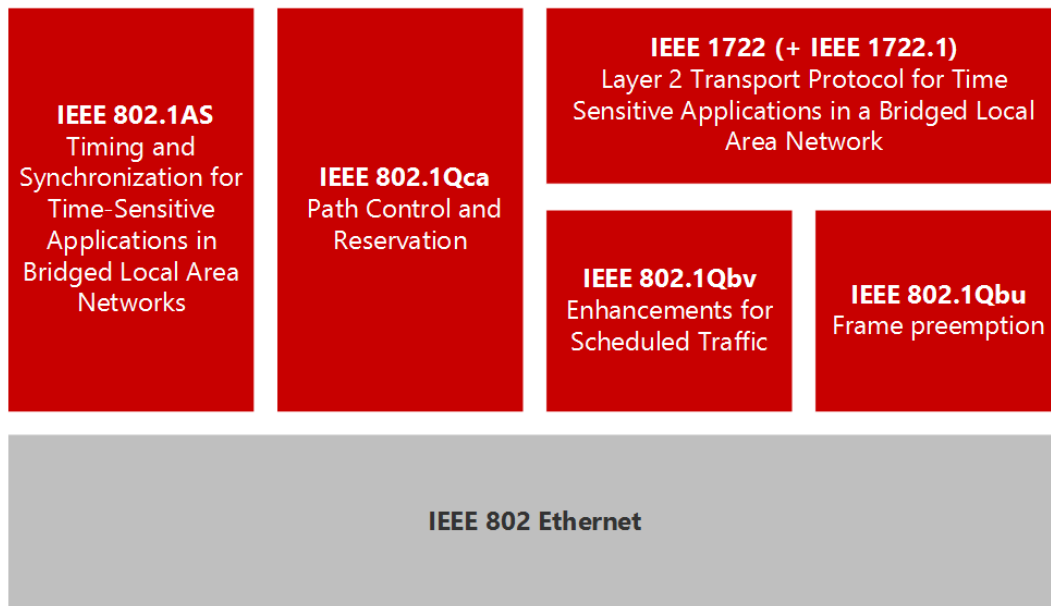 IEEE 802.1AS
Timing and
Synchronization for
Time-Sensitive
Applications in
Bridged Local Area
Networks
IEEE 802.1Qca
Path Control and
Reservation
IEEE 1722 (+ IEEE 1722.1)
Layer 2 Transport Protocol for Time
Sensitive Applications in a Bridged Local
Area Network
IEEE 802.1Qbv
Enhancements for
Scheduled Traffic
IEEE 802.1Qbu
Frame preemption
IEEE 802 Ethernet